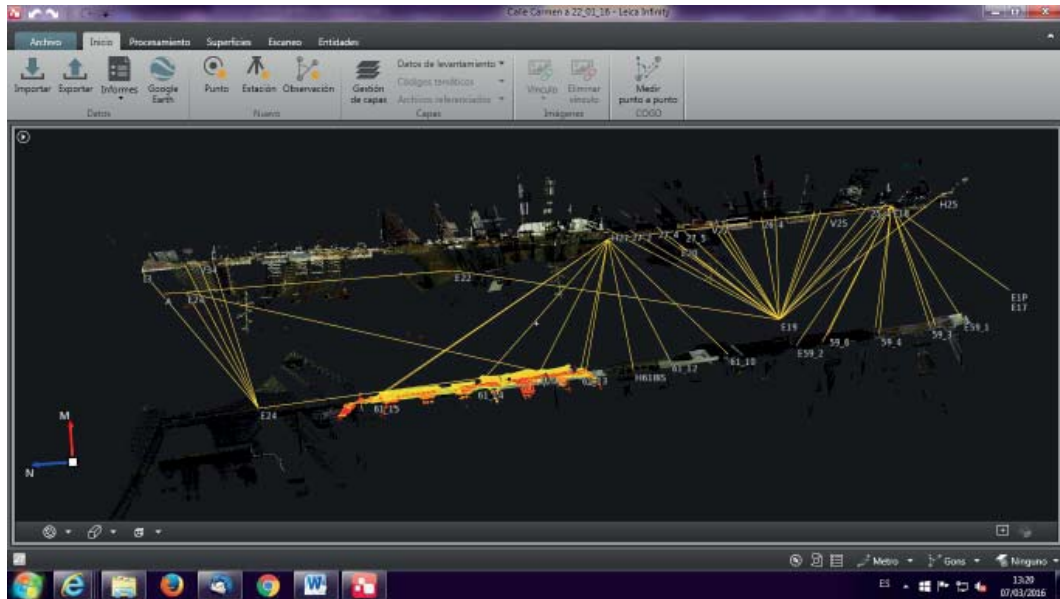 Calle Carmen a 22_01_16 - Leica Infinity
Archivo Inicio Procesamiento Superficies Escaneo Entidades
Importar Exportar Informes Google Earth Punto Estación Observación Gestión de capas Datos de levantamiento Códigos temáticos Archivos referenciados Vínculo Eliminar vínculo Medir punto a punto
Datos Nuevo Capas Imágenes COGO
H25
V25
E22
A
E1P
E17
E19
E59_1
59_3
59_4
59_6
E59_2
E1_10
61_12
H61BIS
61_15
E24
M
N
Metro Gons Ninguno
ES 13:20
07/03/2016